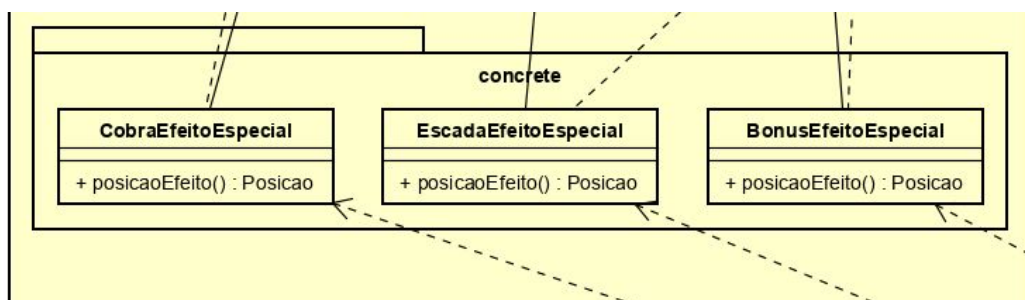 concrete
CobraEfeitoEspecial
+ posicaoEfeito() : Posicao
EscadaEfeitoEspecial
+ posicaoEfeito() : Posicao
BonusEfeitoEspecial
+ posicaoEfeito() : Posicao